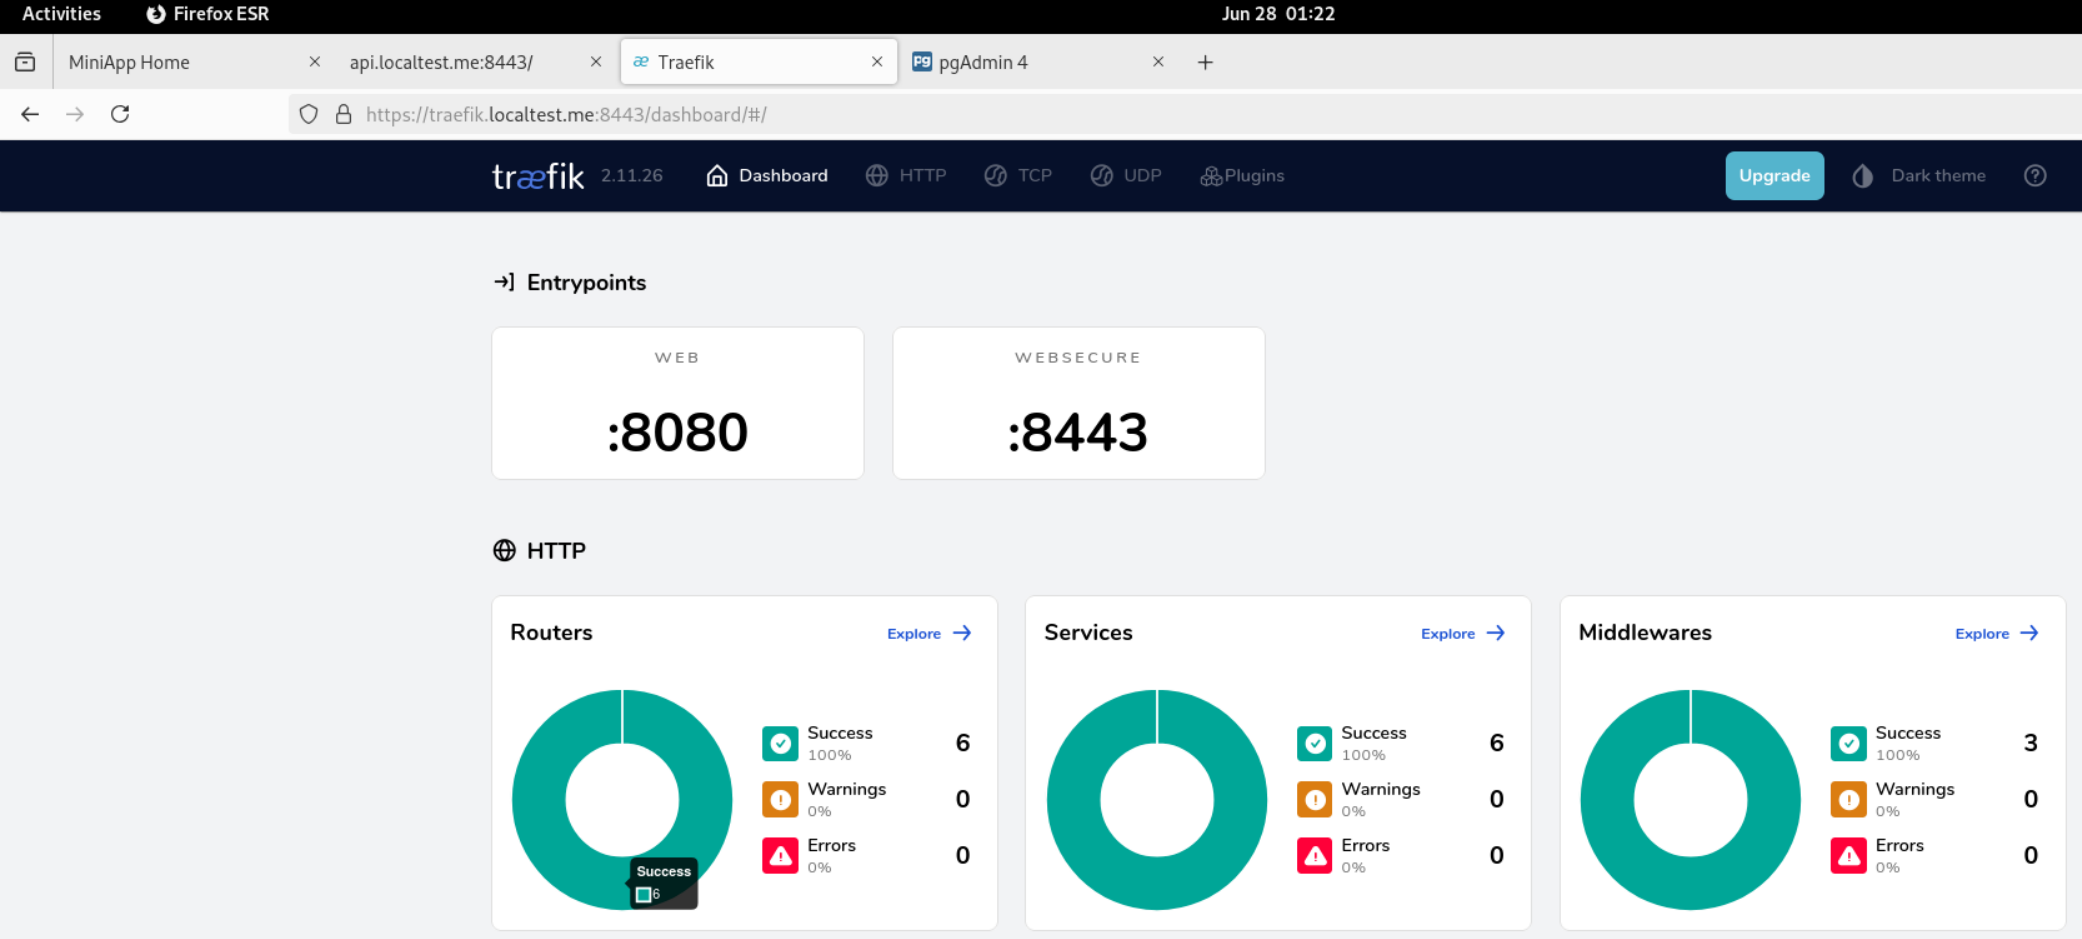 Activities Firefox ESR Jun 28 01:22
MiniApp Home api.localtest.me:8443/ Traefik pgAdmin 4
https://traefik.localtest.me:8443/dashboard/#/
træfik 2.11.26 Dashboard HTTP TCP UDP Plugins Upgrade Dark theme
Entrypoints
WEB WEBSECURE
:8080 :8443
HTTP
Routers Explore Services Explore Middlewares Explore
Success 6 Success 6 Success 3
100% 100% 100%
Warnings 0 Warnings 0 Warnings 0
0% 0% 0%
Errors 0 Errors 0 Errors 0
0% 0% 0%
Success
6